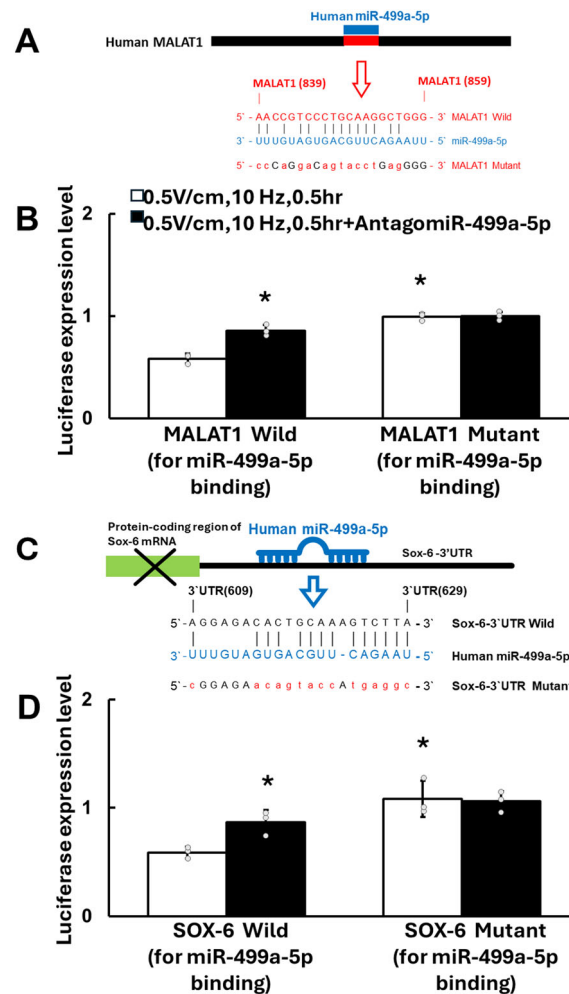 A
Human miR-499a-5p
Human MALAT1
MALAT1 (839)
MALAT1 (859)
5` - AACCGTCCCTGCAAGGCTGGG - 3` MALAT1 Wild
3` - UUUGUAGUGACGUUCAGAAUU - 5` miR-499a-5p
5` - ccCaGgaCagtacctGagGGG - 3` MALAT1 Mutant
B
0.5V/cm,10 Hz,0.5hr
0.5V/cm,10 Hz,0.5hr+AntagomiR-499a-5p
Luciferase expression level
2
1
0
*
*
MALAT1 Wild
(for miR-499a-5p
binding)
MALAT1 Mutant
(for miR-499a-5p
binding)
C
Protein-coding region of
Sox-6 mRNA
Human miR-499a-5p
Sox-6 -3'UTR
3`UTR(609)
3`UTR(629)
5`- AGGAGACACTGCAAAGTCTTA - 3` Sox-6-3`UTR Wild
3`- UUUGUAGUGACGUU - CAGAAU - 5` Human miR-499a-5p
5` - cGGAGAacagtaccAtgaggc - 3` Sox-6-3`UTR Mutant
D
Luciferase expression level
2
1
0
*
*
SOX-6 Wild
(for miR-499a-5p
binding)
SOX-6 Mutant
(for miR-499a-5p
binding)